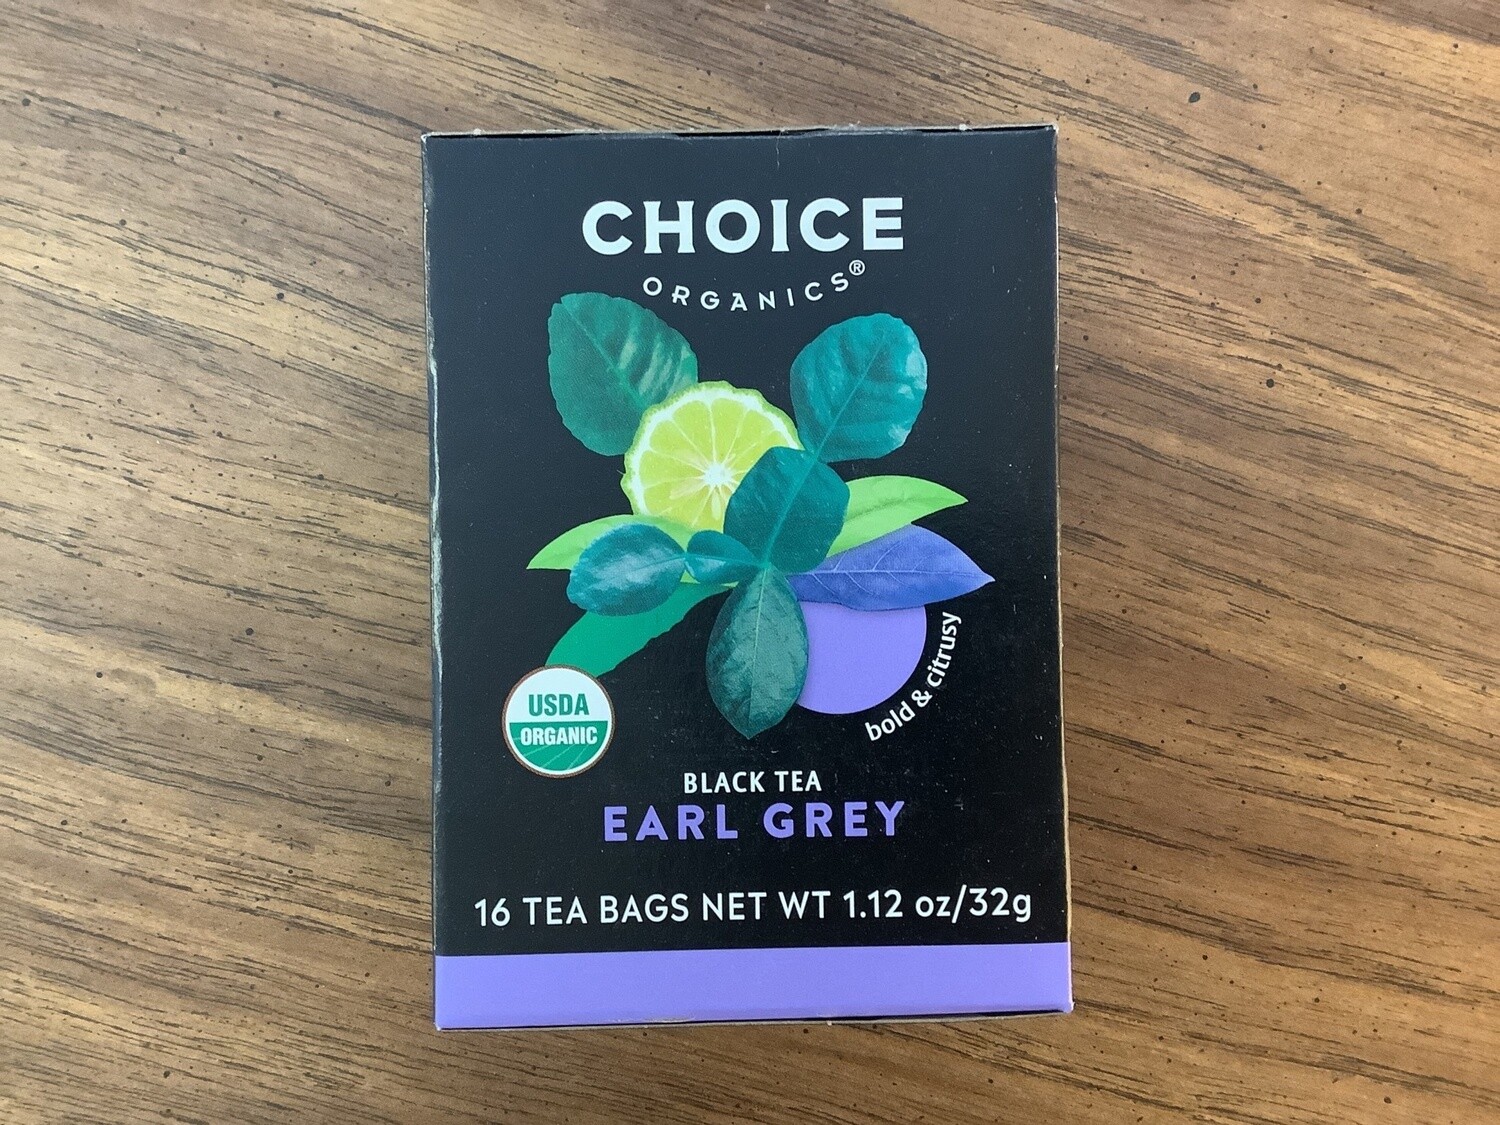 CHOICE
ORGANICS®
bold & citrusy
USDA
ORGANIC
BLACK TEA
EARL GREY
16 TEA BAGS NET WT 1.12 oz/32g